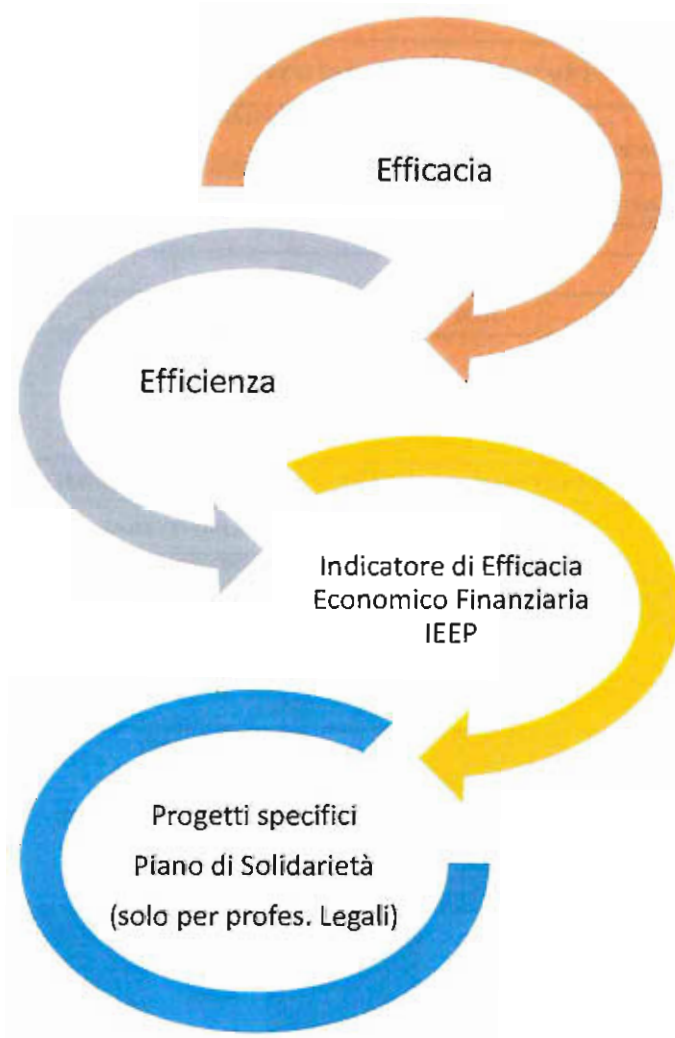 Efficacia
Efficienza
Indicatore di Efficacia
Economico Finanziaria
IEEP
Progetti specifici
Piano di Solidarietà
(solo per profes. Legali)